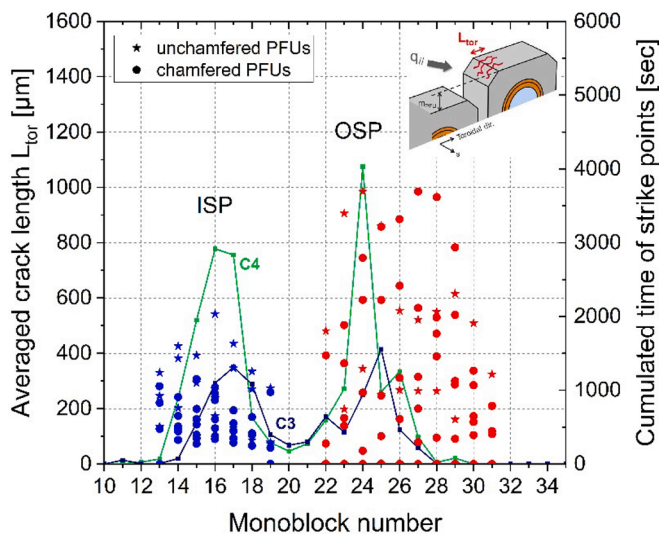 Averaged crack length L_tor [µm]
1600
1400
1200
1000
800
600
400
200
0
unchamfered PFUs
chamfered PFUs
ISP
OSP
C4
C3
L_tor
q_//
Toroidal dir.
s
6000
5000
4000
3000
2000
1000
0
Cumulated time of strike points [sec]
10 12 14 16 18 20 22 24 26 28 30 32 34
Monoblock number